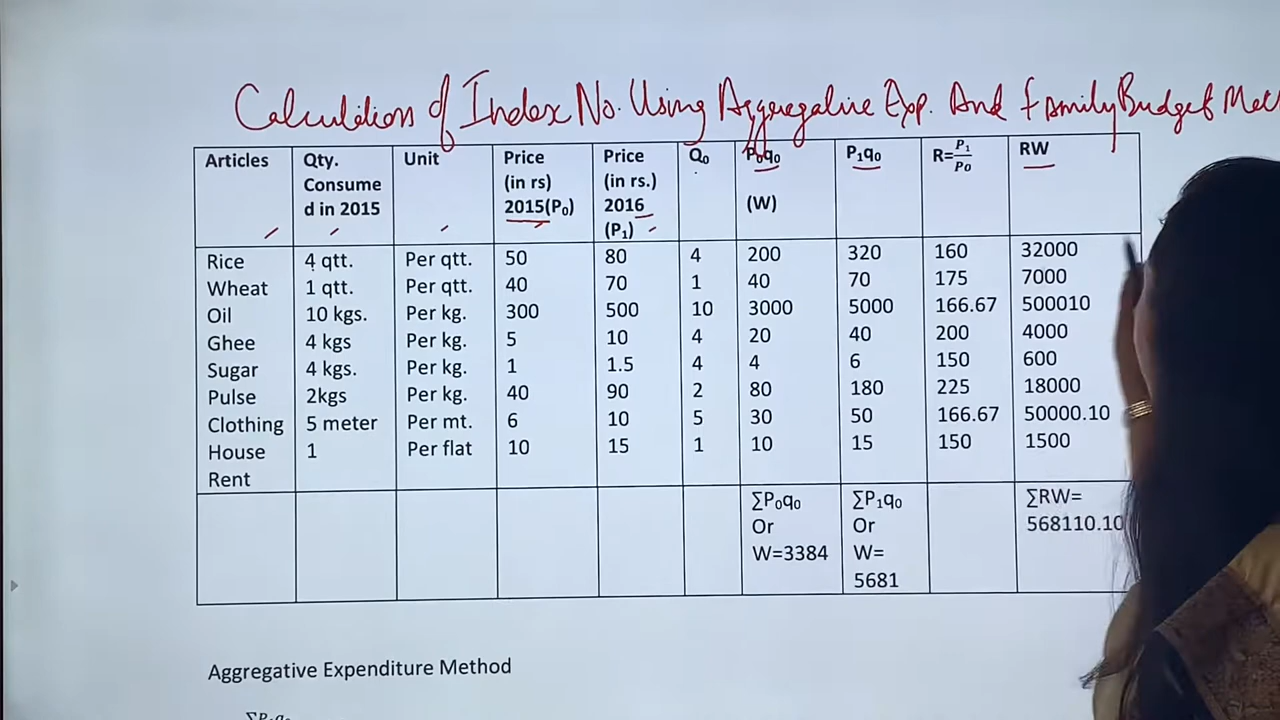 Calculations of Index No. Using Aggregative Exp. And Family Budget
Articles Qty. Consume d in 2015 Unit Price (in rs) 2015(P₀) Price (in rs.) 2016 (P₁) Q₀ P₀q₀ (W) P₁q₀ R=P₁/P₀ RW
Rice 4 qtt. Per qtt. 50 80 4 200 320 160 32000
Wheat 1 qtt. Per qtt. 40 70 1 40 70 175 7000
Oil 10 kgs. Per kg. 300 500 10 3000 5000 166.67 500010
Ghee 4 kgs Per kg. 5 10 4 20 40 200 4000
Sugar 4 kgs. Per kg. 1 1.5 4 4 6 150 600
Pulse 2kgs Per kg. 40 90 2 80 180 225 18000
Clothing 5 meter Per mt. 6 10 5 30 50 166.67 50000.10
House Rent 1 Per flat 10 15 1 10 15 150 1500
∑P₀q₀ Or W=3384 ∑P₁q₀ Or W= 5681 ∑RW= 568110.10
Aggregative Expenditure Method